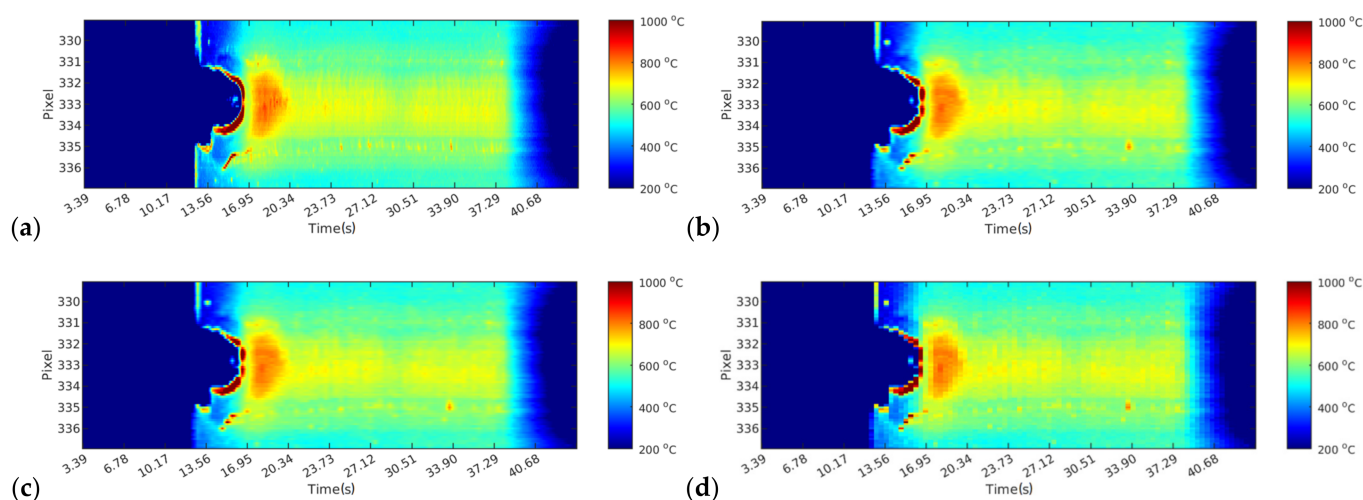 330
331
332
333
334
335
336
Pixel
3.39 6.78 10.17 13.56 16.95 20.34 23.73 27.12 30.51 33.90 37.29 40.68
Time(s)
1000 °C
800 °C
600 °C
400 °C
200 °C
(a)
330
331
332
333
334
335
336
Pixel
3.39 6.78 10.17 13.56 16.95 20.34 23.73 27.12 30.51 33.90 37.29 40.68
Time(s)
1000 °C
800 °C
600 °C
400 °C
200 °C
(b)
330
331
332
333
334
335
336
Pixel
3.39 6.78 10.17 13.56 16.95 20.34 23.73 27.12 30.51 33.90 37.29 40.68
Time(s)
1000 °C
800 °C
600 °C
400 °C
200 °C
(c)
330
331
332
333
334
335
336
Pixel
3.39 6.78 10.17 13.56 16.95 20.34 23.73 27.12 30.51 33.90 37.29 40.68
Time(s)
1000 °C
800 °C
600 °C
400 °C
200 °C
(d)